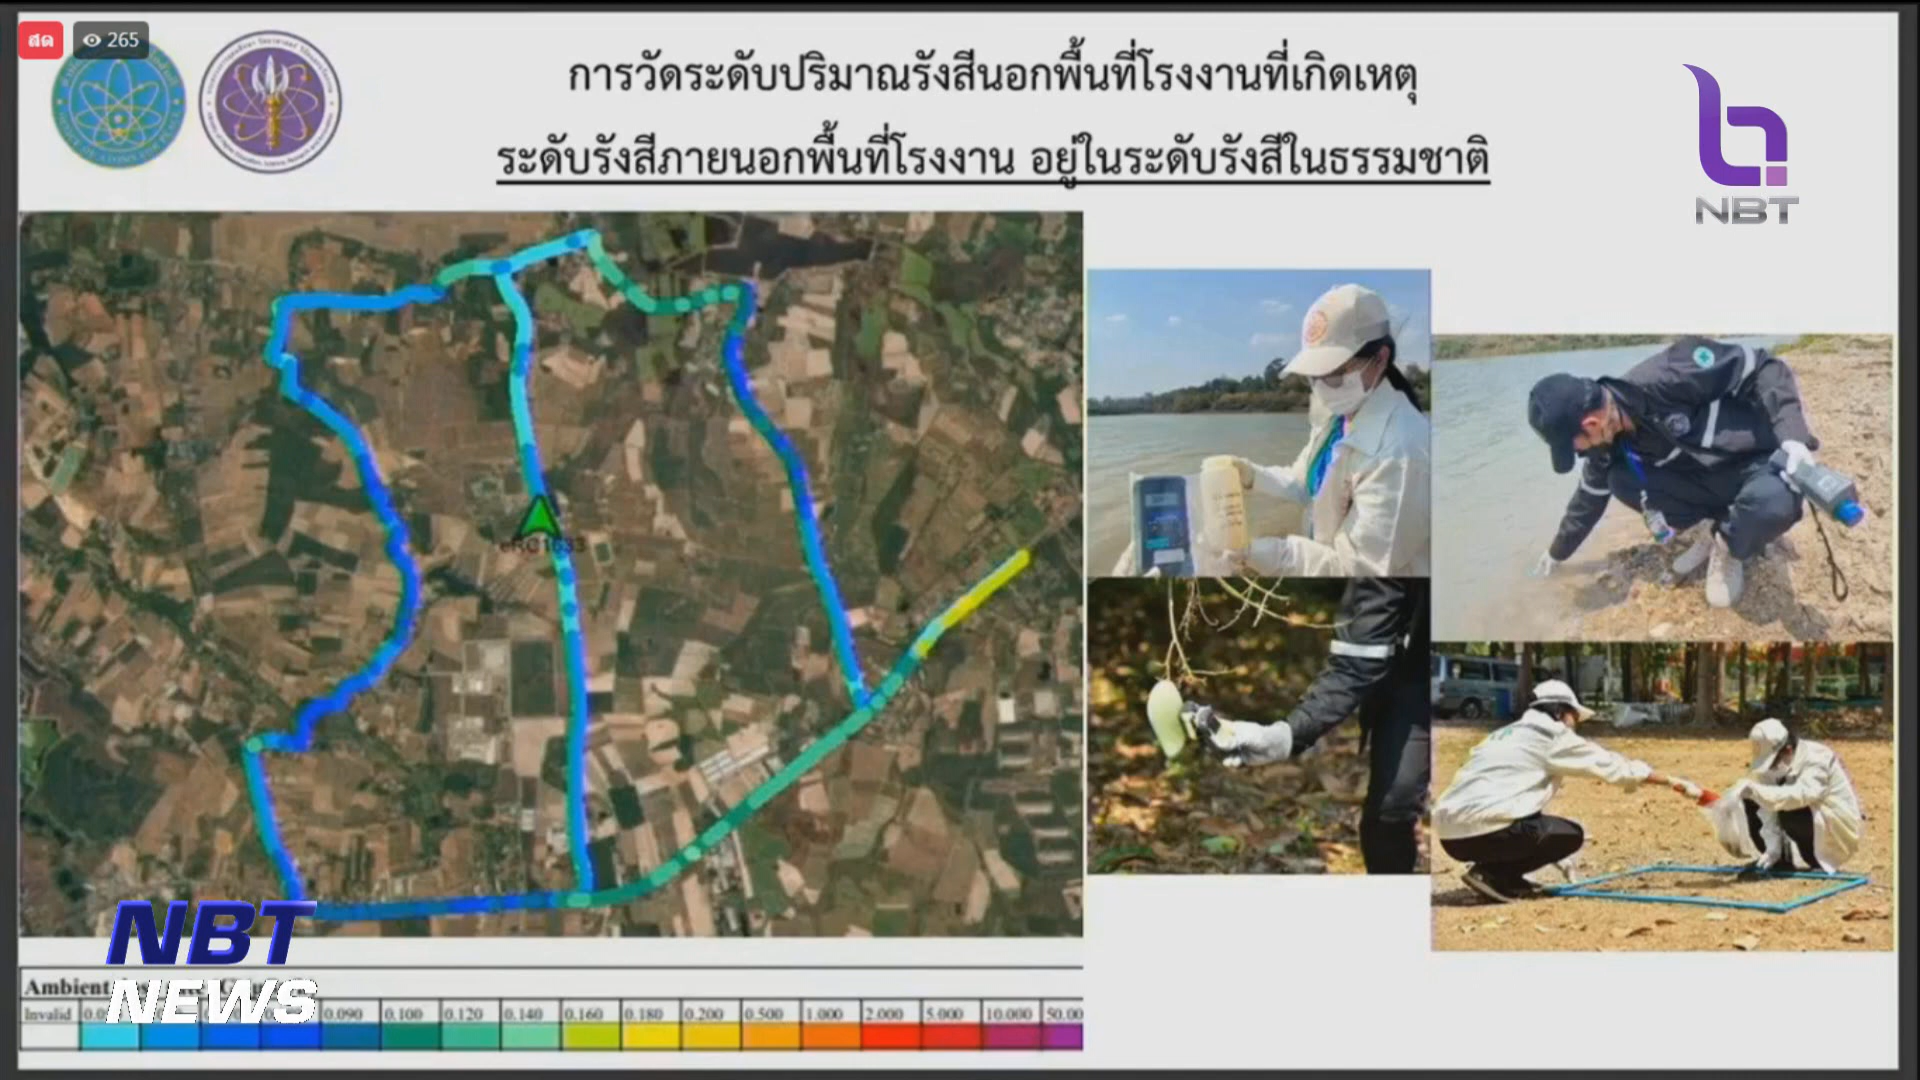 สด 265
การวัดระดับปริมาณรังสีนอกพื้นที่โรงงานที่เกิดเหตุ
ระดับรังสีภายนอกพื้นที่โรงงาน อยู่ในระดับรังสีในธรรมชาติ
NBT
NBT
NEWS
Ambient
Invalid 0.090 0.100 0.120 0.140 0.160 0.180 0.200 0.500 1.000 2.000 5.000 10.000 50.00